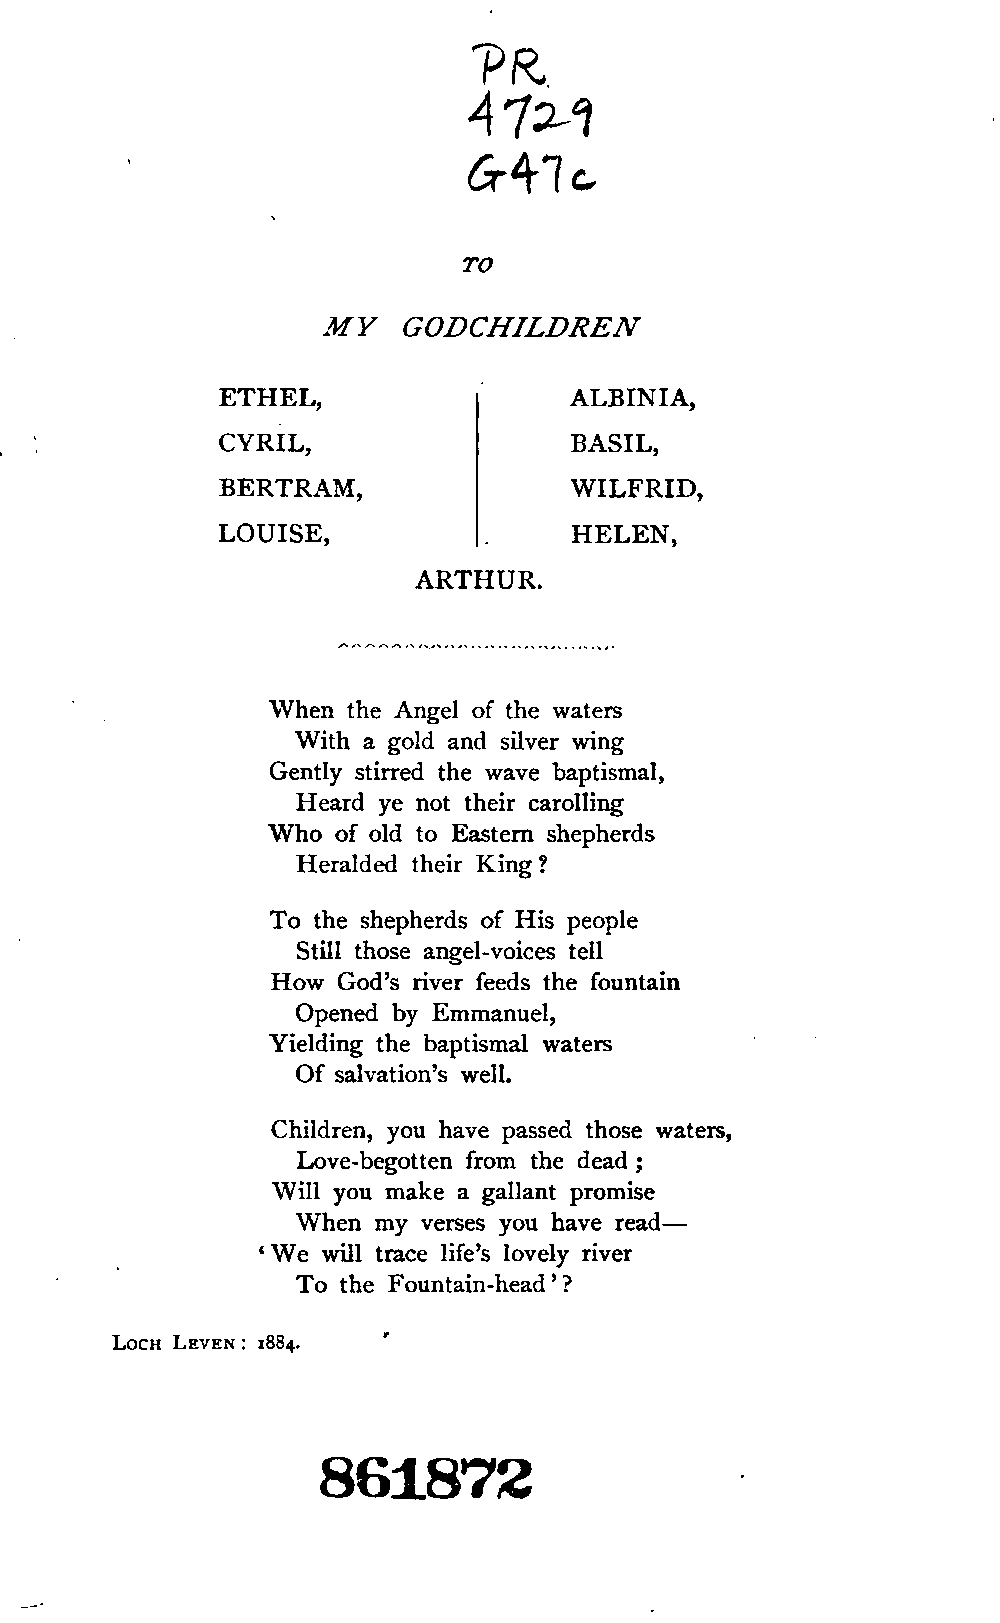 PR
4729
G47c
TO
MY GODCHILDREN
ETHEL,
CYRIL,
BERTRAM,
LOUISE,
ALBINIA,
BASIL,
WILFRID,
HELEN,
ARTHUR.
When the Angel of the waters
With a gold and silver wing
Gently stirred the wave baptismal,
Heard ye not their carolling
Who of old to Eastern shepherds
Heralded their King?
To the shepherds of His people
Still those angel-voices tell
How God's river feeds the fountain
Opened by Emmanuel,
Yielding the baptismal waters
Of salvation's well.
Children, you have passed those waters,
Love-begotten from the dead;
Will you make a gallant promise
When my verses you have read—
'We will trace life's lovely river
To the Fountain-head'?
LOCH LEVEN: 1884.
861872